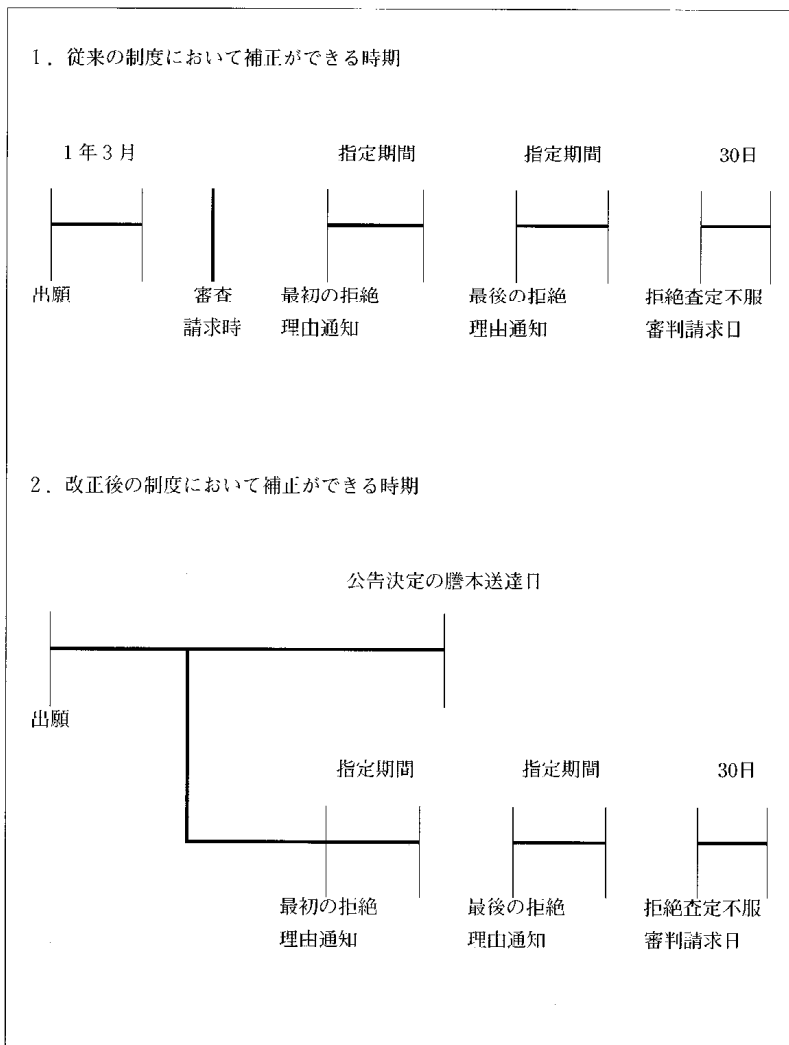 1．従来の制度において補正ができる時期
1年3月
指定期間
指定期間
30日
出願
審査
請求時
最初の拒絶
理由通知
最後の拒絶
理由通知
拒絶査定不服
審判請求日
2．改正後の制度において補正ができる時期
公告決定の謄本送達日
出願
指定期間
指定期間
30日
最初の拒絶
理由通知
最後の拒絶
理由通知
拒絶査定不服
審判請求日